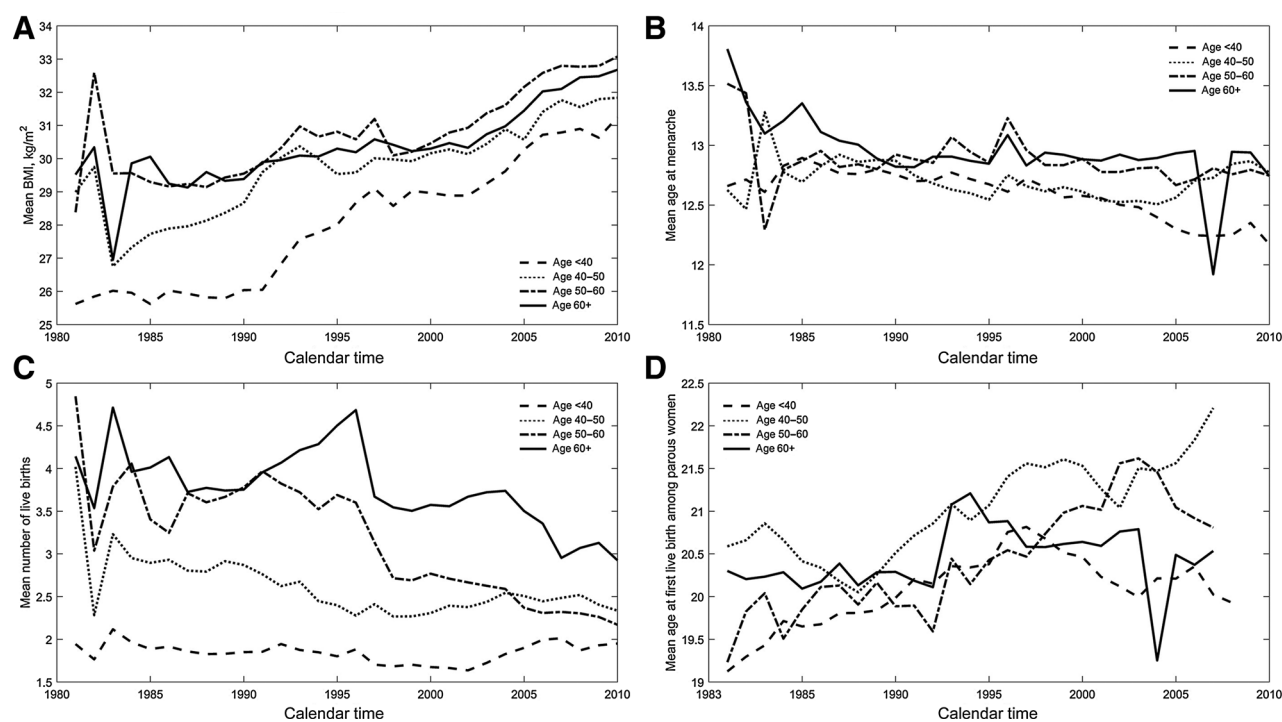 A
Mean BMI, kg/m²
34
33
32
31
30
29
28
27
26
25
1980 1985 1990 1995 2000 2005 2010
Calendar time
Age <40
Age 40–50
Age 50–60
Age 60+
B
Mean age at menarche
14
13.5
13
12.5
12
11.5
1980 1985 1990 1995 2000 2005 2010
Calendar time
Age <40
Age 40–50
Age 50–60
Age 60+
C
Mean number of live births
5
4.5
4
3.5
3
2.5
2
1.5
1980 1985 1990 1995 2000 2005 2010
Calendar time
Age <40
Age 40–50
Age 50–60
Age 60+
D
Mean age at first live birth among parous women
22.5
22
21.5
21
20.5
20
19.5
19
1983 1985 1990 1995 2000 2005 2010
Calendar time
Age <40
Age 40–50
Age 50–60
Age 60+